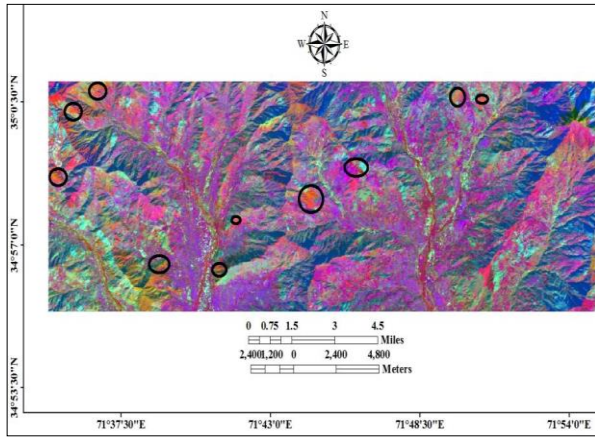 N
W E
S
35°0'30"N
34°57'0"N
34°53'30"N
0 0.75 1.5 3 4.5
Miles
2,400 1,200 0 2,400 4,800
Meters
71°37'30"E 71°43'0"E 71°48'30"E 71°54'0"E